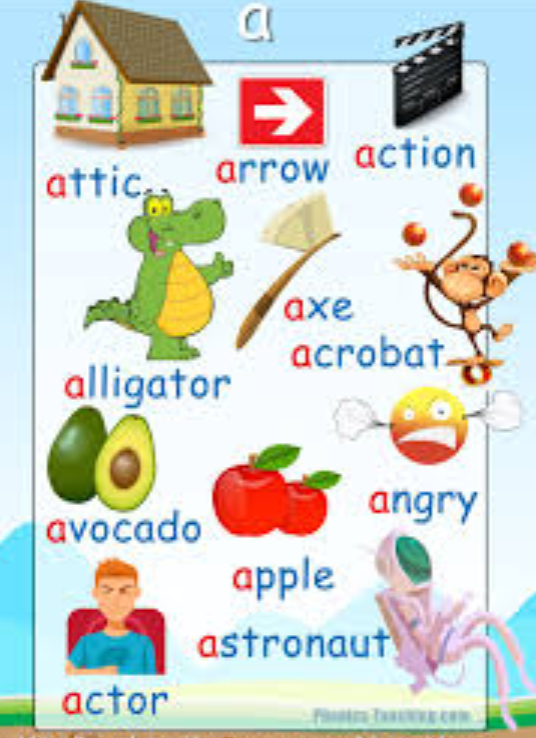 a
attic
arrow
action
axe
acrobat
alligator
avocado
angry
apple
astronaut
actor